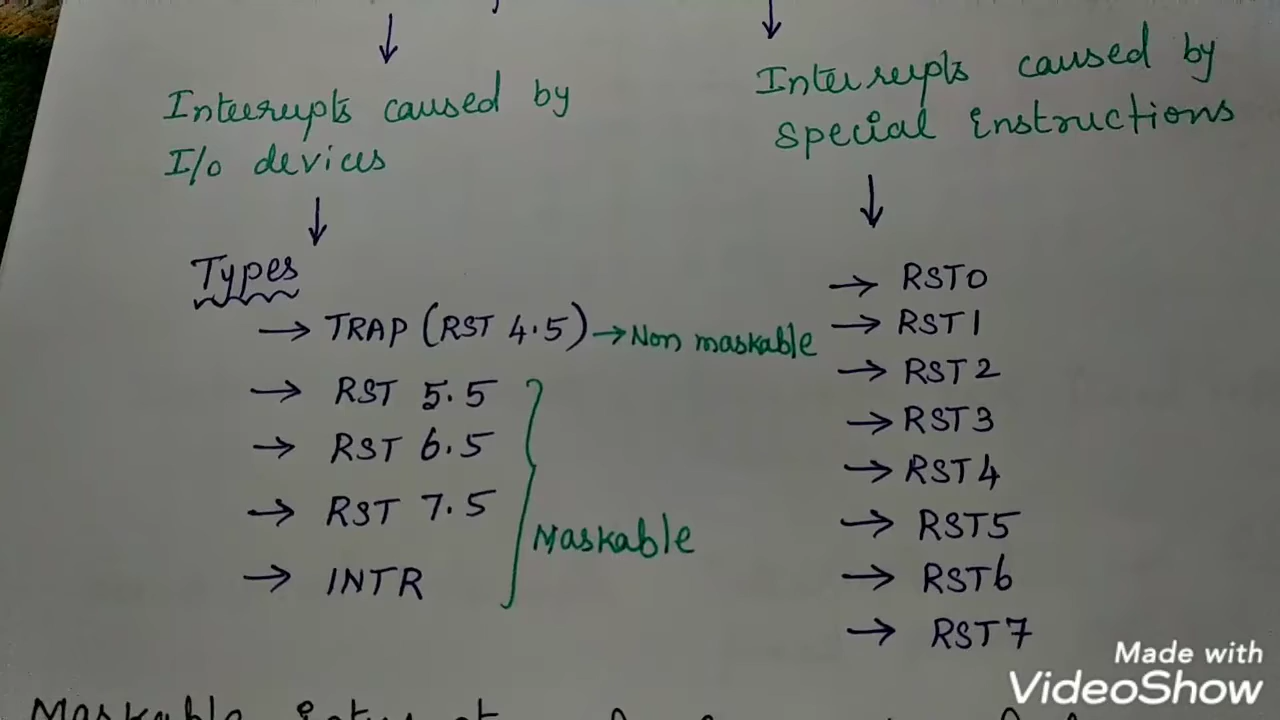 Interrupts caused by
I/o devices
Types
→ TRAP (RST 4.5) → Non maskable
→ RST 5.5
→ RST 6.5
→ RST 7.5
→ INTR
Maskable
Interrupts caused by
special instructions
→ RST0
→ RST1
→ RST2
→ RST3
→ RST4
→ RST5
→ RST6
→ RST7
Maskable
Made with
VideoShow